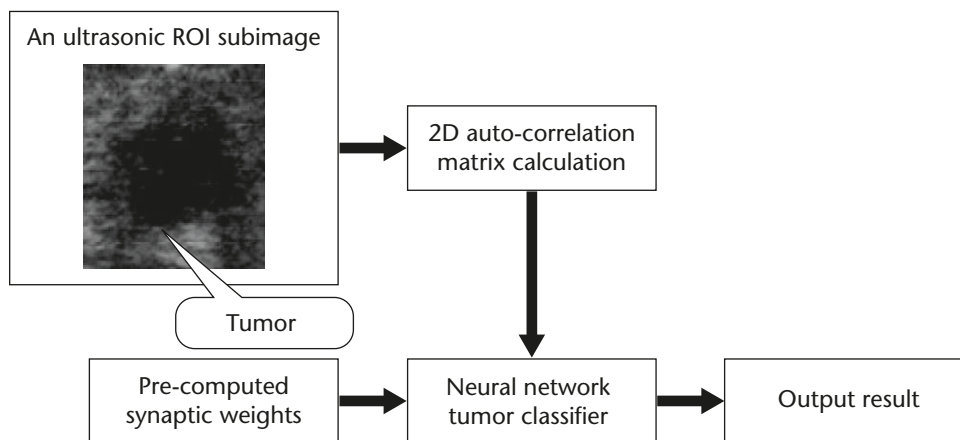 An ultrasonic ROI subimage
2D auto-correlation
matrix calculation
Tumor
Pre-computed
synaptic weights
Neural network
tumor classifier
Output result